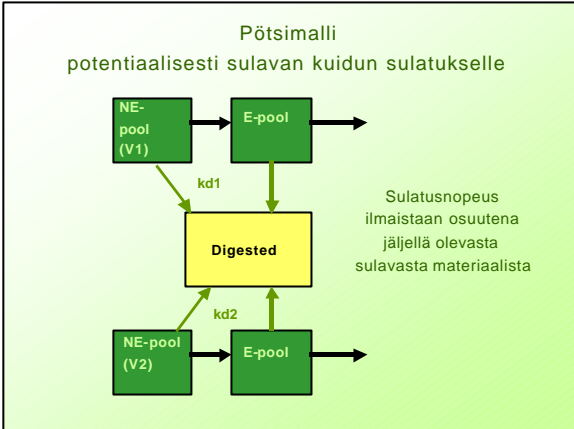 Pötsimalli
potentiaalisesti sulavan kuidun sulatukselle
NE-
pool
(V1)
E-pool
kd1
Digested
Sulatusnopeus
ilmaistaan osuutena
jäljellä olevasta
sulavasta materiaalista
kd2
NE-pool
(V2)
E-pool